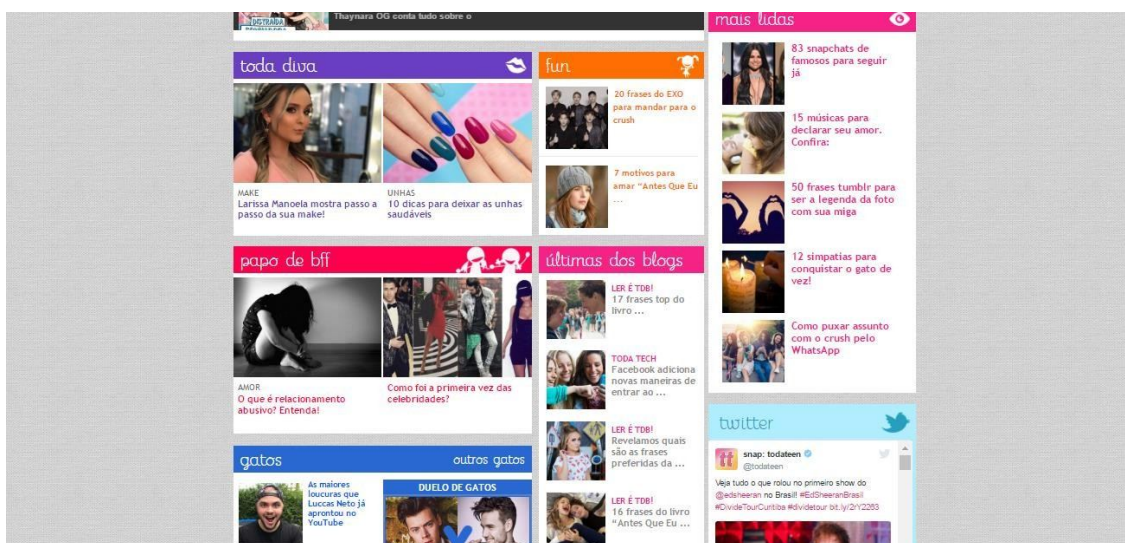 Thaynara OG conta tudo sobre o
toda diva
MAKE
Larissa Manoela mostra passo a
passo da sua make!
UNHAS
10 dicas para deixar as unhas
saudáveis
fun
20 frases do EXO
para mandar para o
crush
7 motivos para
amar “Antes Que Eu
...
papo de bff
AMOR
O que é relacionamento
abusivo? Entenda!
Como foi a primeira vez das
celebridades?
últimas dos blogs
LER É TDB!
17 frases top do
livro ...
TODA TECH
Facebook adiciona
novas maneiras de
entrar ao ...
LER É TDB!
Revelamos quais
são as frases
preferidas da ...
LER É TDB!
16 frases do livro
“Antes Que Eu ...
gatos
outros gatos
As maiores
loucuras que
Luccas Neto já
aprontou no
YouTube
DUELO DE GATOS
X
mais lidas
83 snapchats de
famosos para seguir
já
15 músicas para
declarar seu amor.
Confira:
50 frases tumblr para
ser a legenda da foto
com sua miga
12 simpatias para
conquistar o gato de
vez!
Como puxar assunto
com o crush pelo
WhatsApp
twitter
tt
snap: todateen
@todateen
Veja tudo o que rolou no primeiro show do
@edsheeran no Brasil! #EdSheeranBrasil
#DivideTourCuritiba #dividetour bit.ly/2rY2263